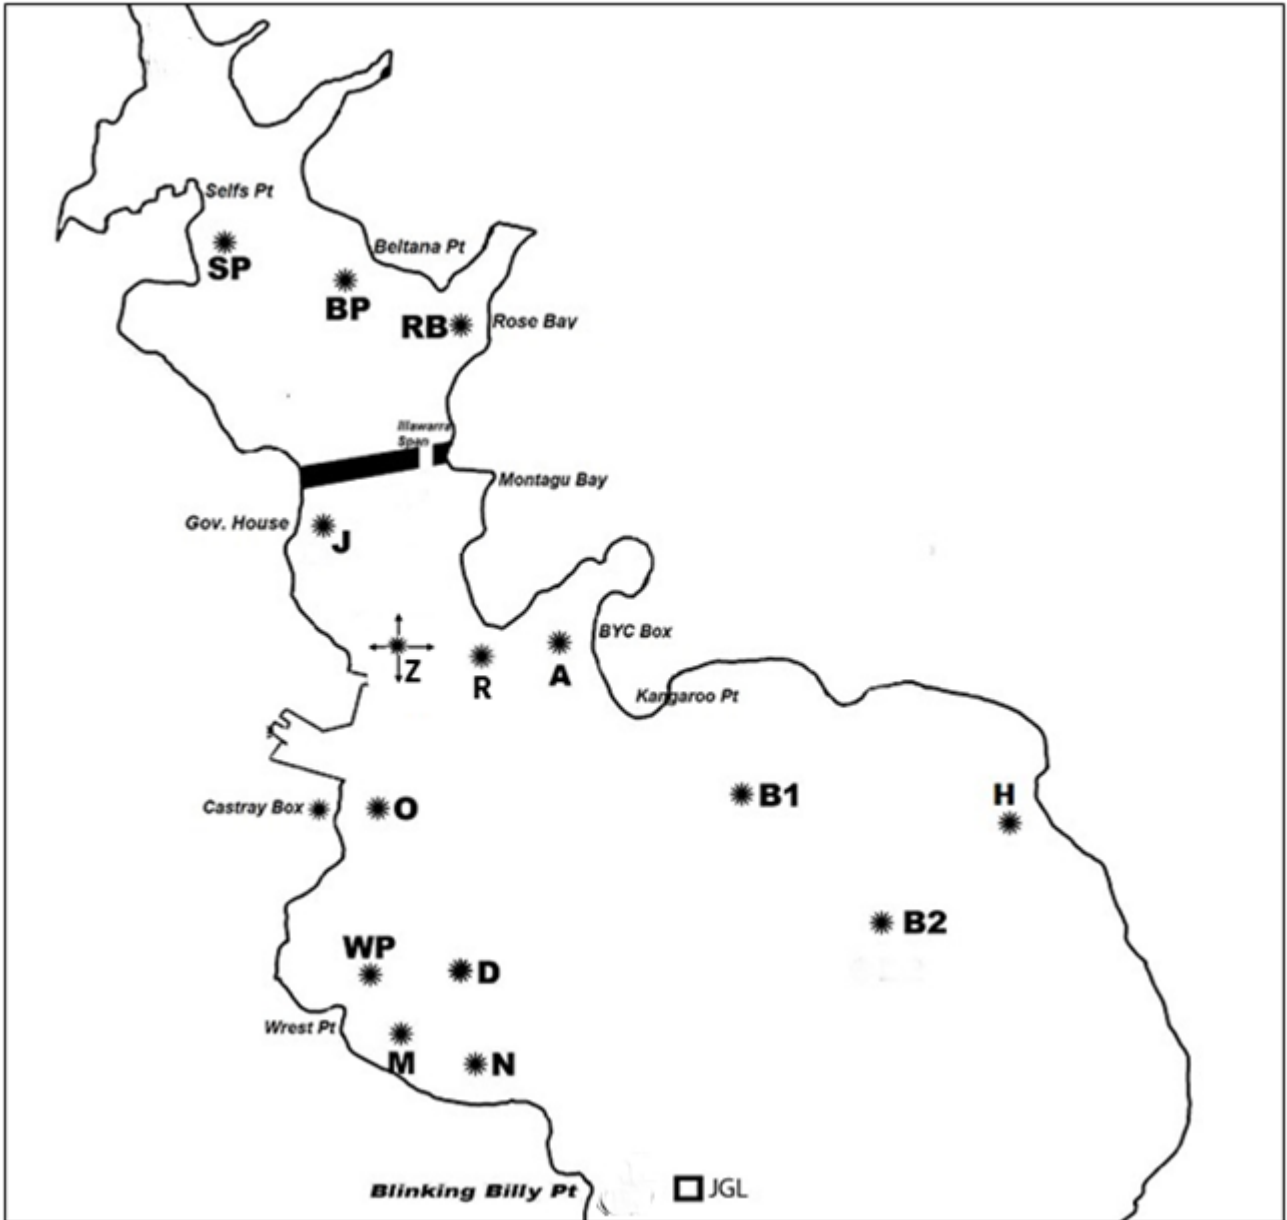 Selfs Pt
SP
Beltana Pt
BP
RB
Rose Bay
Illawarra
Span
Montagu Bay
Gov. House
J
Z
R
A
BYC Box
Kangaroo Pt
Castray Box
O
B1
H
B2
WP
D
Wrest Pt
M
N
Blinking Billy Pt
JGL